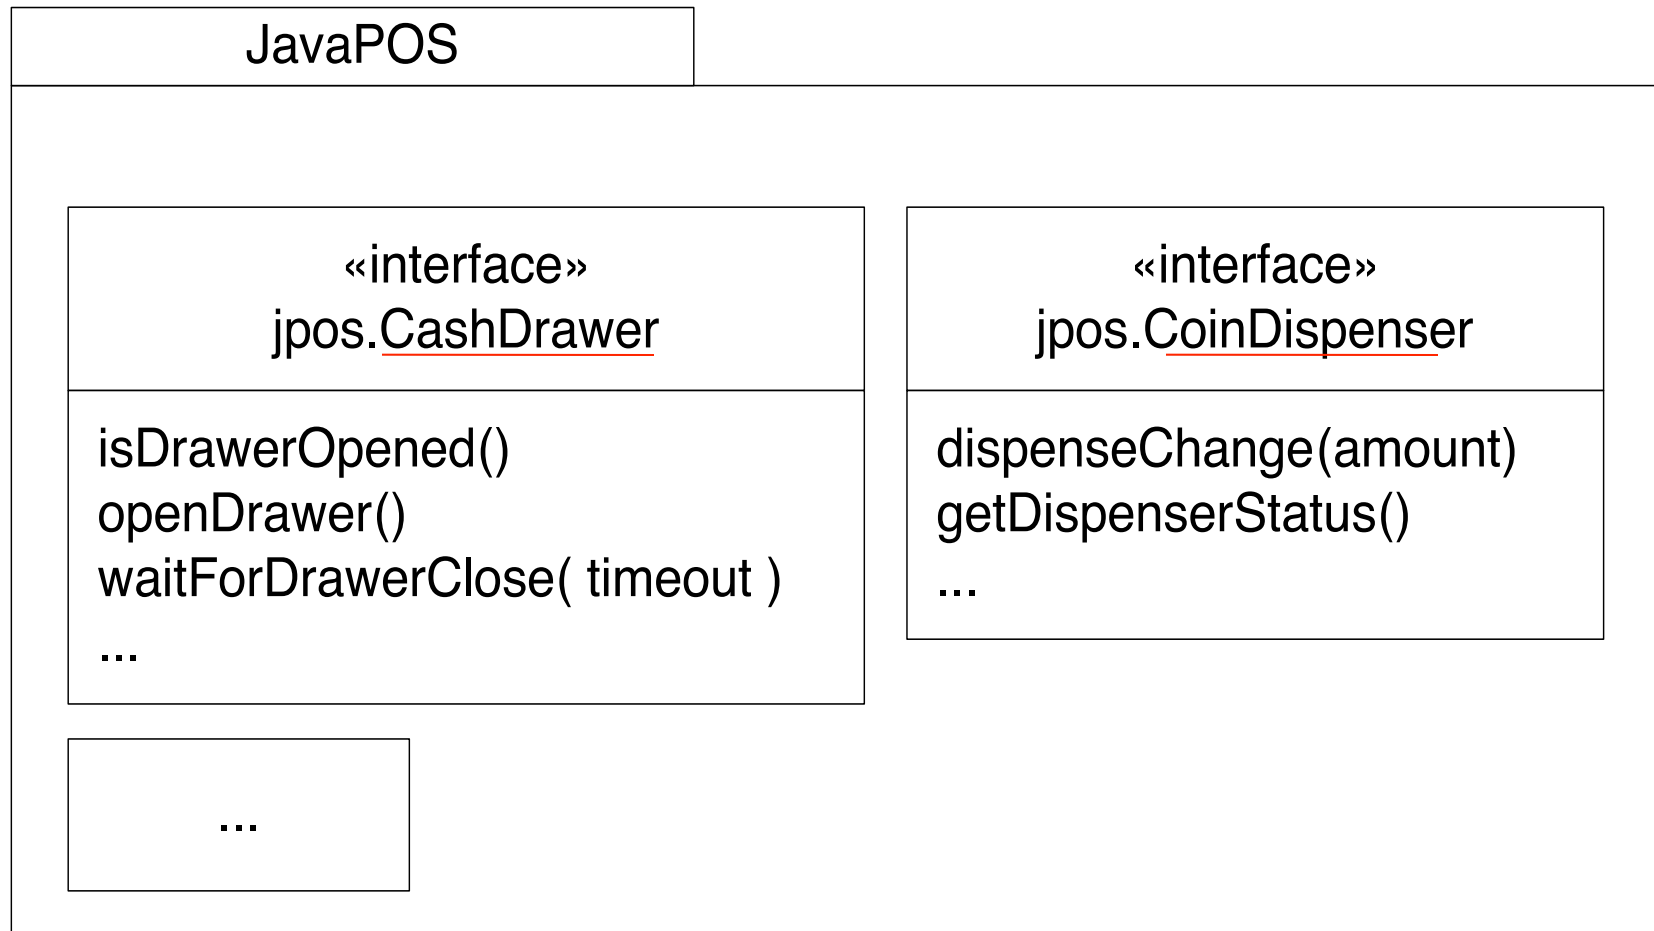 JavaPOS
«interface»
jpos.CashDrawer
isDrawerOpened()
openDrawer()
waitForDrawerClose( timeout )
...
«interface»
jpos.CoinDispenser
dispenseChange(amount)
getDispenserStatus()
...
...